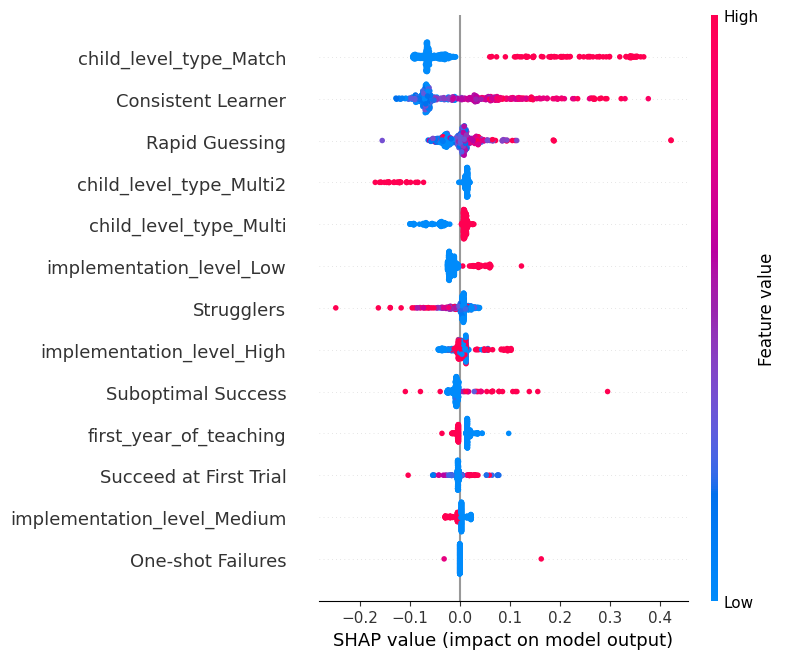 High
child_level_type_Match
Consistent Learner
Rapid Guessing
child_level_type_Multi2
child_level_type_Multi
implementation_level_Low
Strugglers
implementation_level_High
Suboptimal Success
first_year_of_teaching
Succeed at First Trial
implementation_level_Medium
One-shot Failures
Feature value
Low
−0.2 −0.1 0.0 0.1 0.2 0.3 0.4
SHAP value (impact on model output)